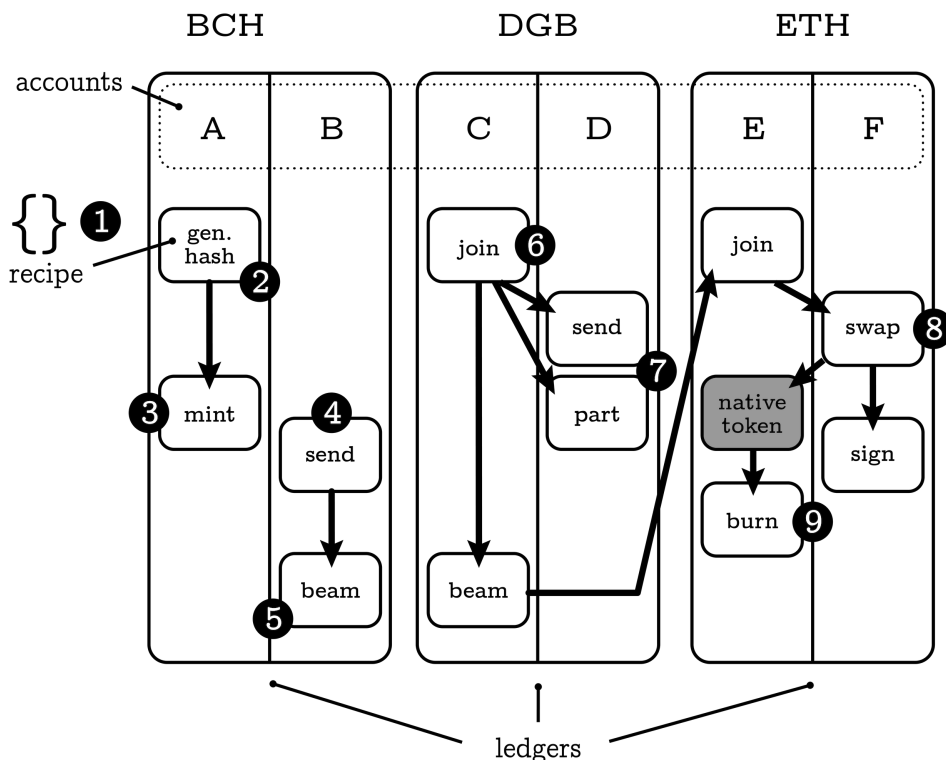 BCH DGB ETH
accounts
A B C D E F
{} 1
recipe
gen.
hash
2
join
6
join
send
swap
8
7
3
mint
4
send
part
native
token
sign
burn
9
beam
5
beam
ledgers